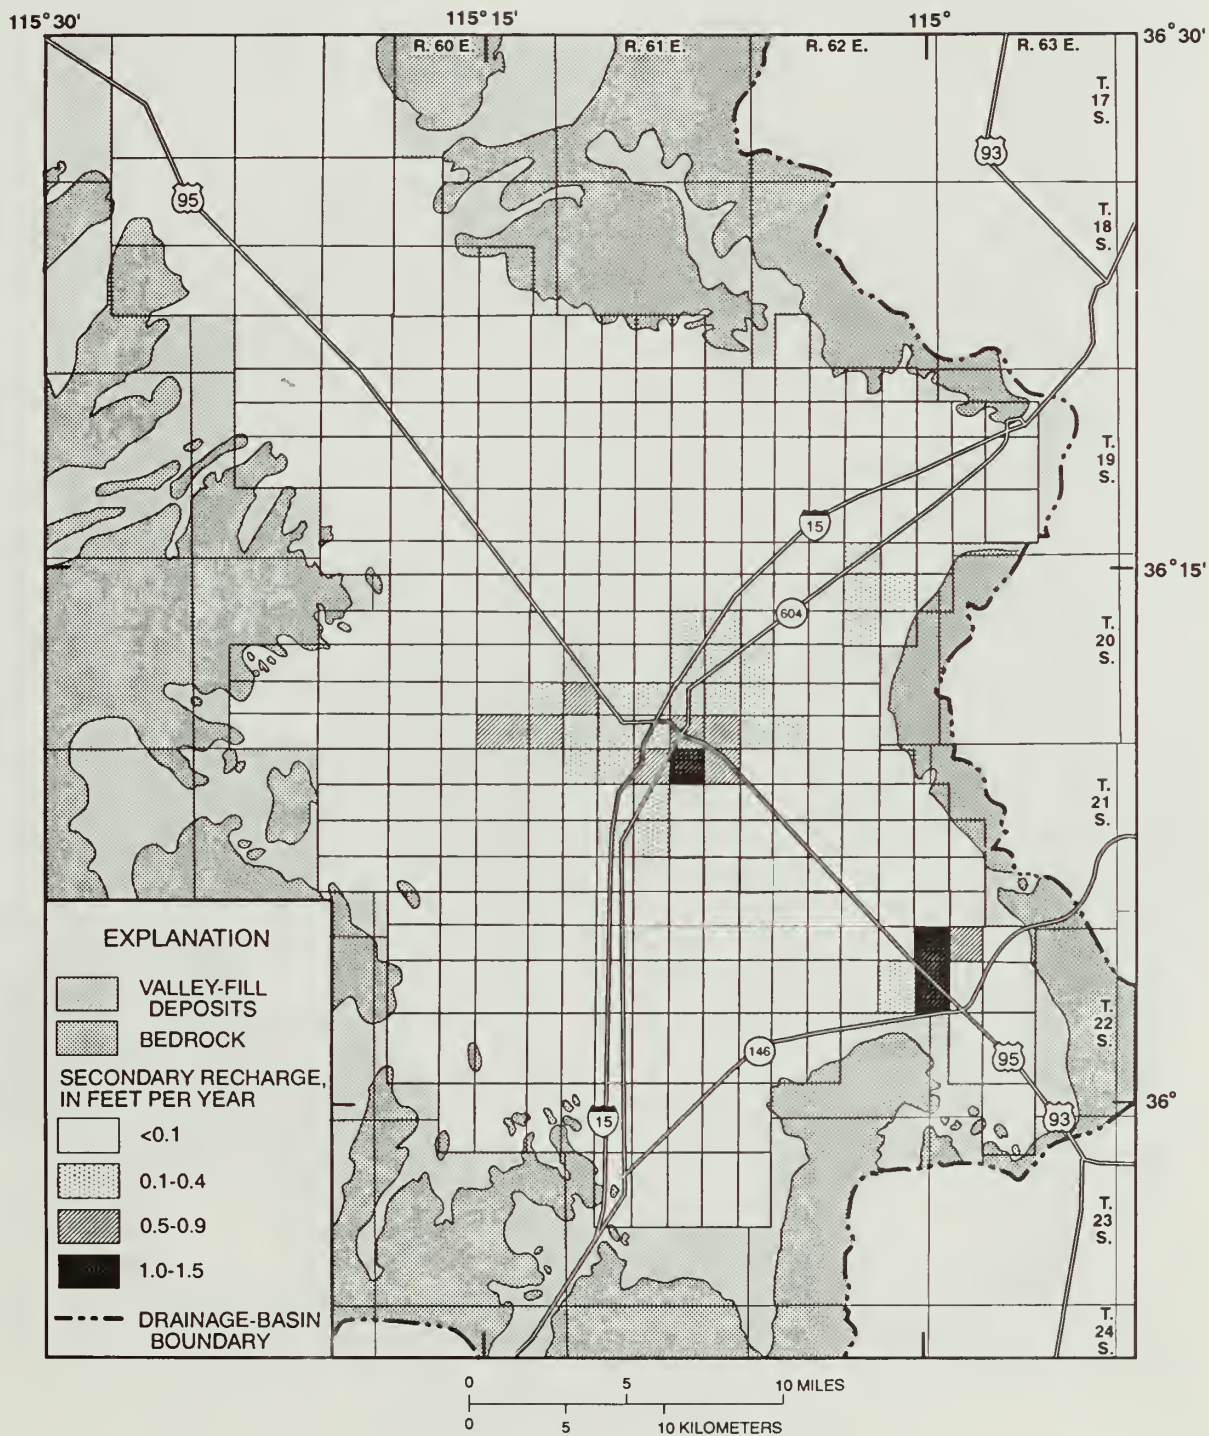 115°30'
115°15'
115°
R. 60 E.
R. 61 E.
R. 62 E.
R. 63 E.
36°30'
T.
17
S.
93
95
T.
18
S.
T.
19
S.
15
36°15'
604
T.
20
S.
T.
21
S.
EXPLANATION
VALLEY-FILL
DEPOSITS
BEDROCK
SECONDARY RECHARGE,
IN FEET PER YEAR
<0.1
0.1-0.4
0.5-0.9
1.0-1.5
DRAINAGE-BASIN
BOUNDARY
T.
22
S.
146
95
36°
15
93
T.
23
S.
T.
24
S.
0 5 10 MILES
0 5 10 KILOMETERS